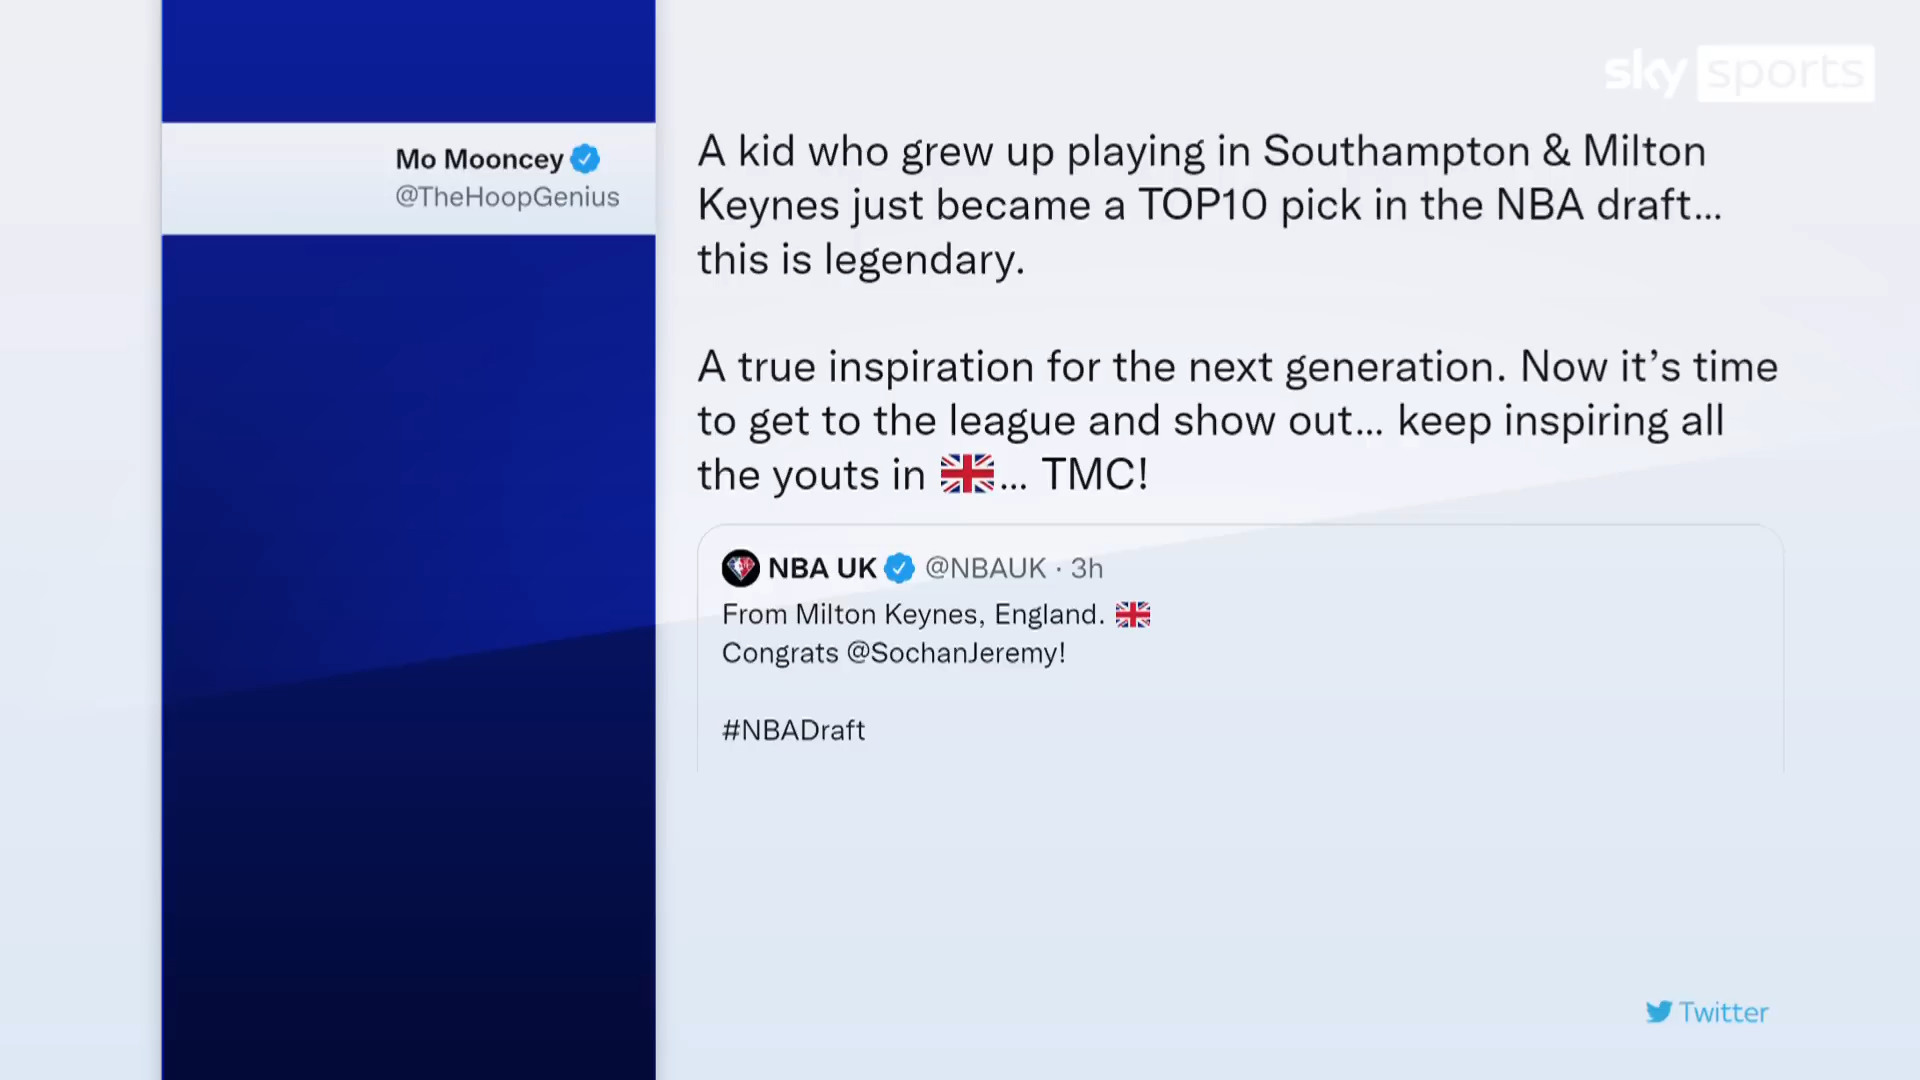 sky sports
Mo Mooncey
@TheHoopGenius
A kid who grew up playing in Southampton & Milton
Keynes just became a TOP10 pick in the NBA draft...
this is legendary.
A true inspiration for the next generation. Now it’s time
to get to the league and show out... keep inspiring all
the youts in 🇬🇧... TMC!
NBA UK @NBAUK · 3h
From Milton Keynes, England. 🇬🇧
Congrats @SochanJeremy!
#NBADraft
Twitter